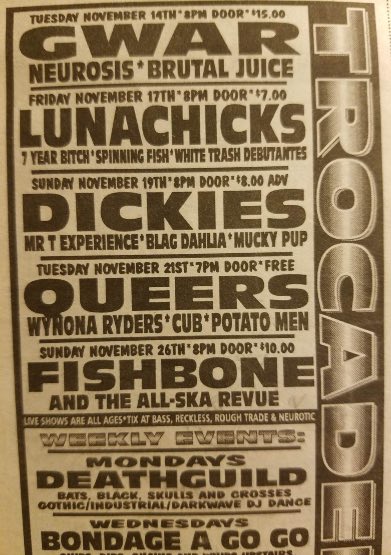 TUESDAY NOVEMBER 14TH*8PM DOOR*$15.00
GWAR
NEUROSIS*BRUTAL JUICE
FRIDAY NOVEMBER 17TH*8PM DOOR*$7.00
LUNACHICKS
7 YEAR BITCH*SPINNING FISH*WHITE TRASH DEBUTANTES
SUNDAY NOVEMBER 19TH*8PM DOOR*$8.00 ADV
DICKIES
MR T EXPERIENCE*BLAG DAHLIA*MUCKY PUP
TUESDAY NOVEMBER 21ST*7PM DOOR*FREE
QUEERS
WYNONA RYDERS*CUB*POTATO MEN
SUNDAY NOVEMBER 26TH*8PM DOOR*$10.00
FISHBONE
AND THE ALL-SKA REVUE
LIVE SHOWS ARE ALL AGES*TIX AT BASS, RECKLESS, ROUGH TRADE & NEUROTIC
WEEKLY EVENTS:
MONDAYS
DEATHGUILD
BATS, BLACK, SKULLS AND CROSSES
GOTHIC/INDUSTRIAL/DARKWAVE DJ DANCE
WEDNESDAYS
BONDAGE A GO GO
TROCADE